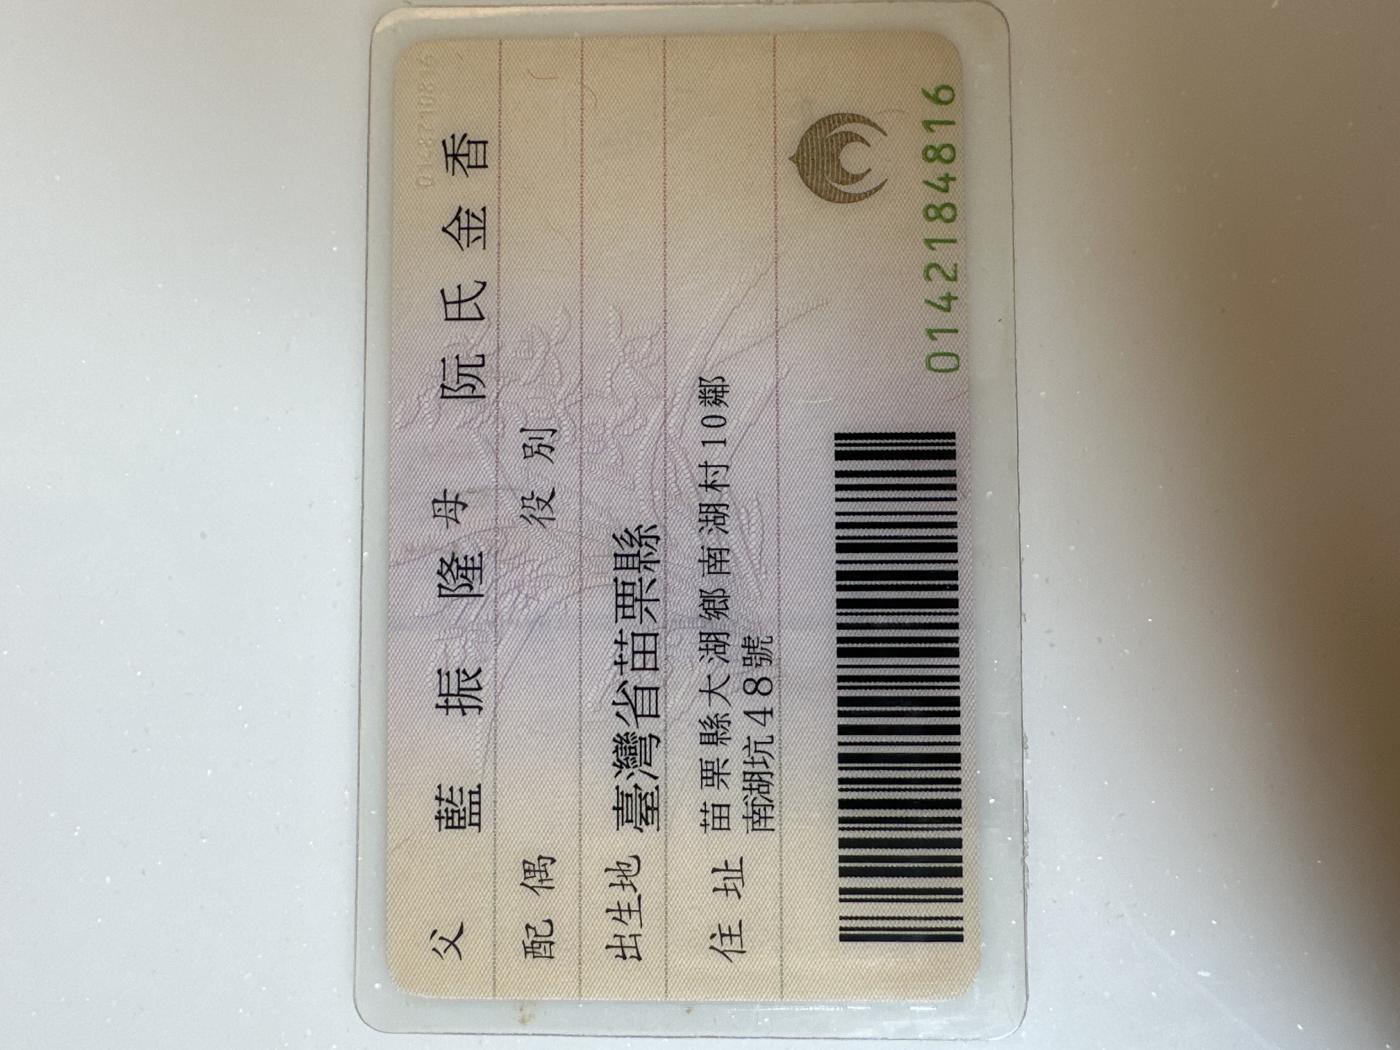 父 藍振隆 母 阮氏金香
配偶 役別
出生地 臺灣省苗栗縣
住址 苗栗縣大湖鄉南湖村10鄰
南湖坑48號
0142184816